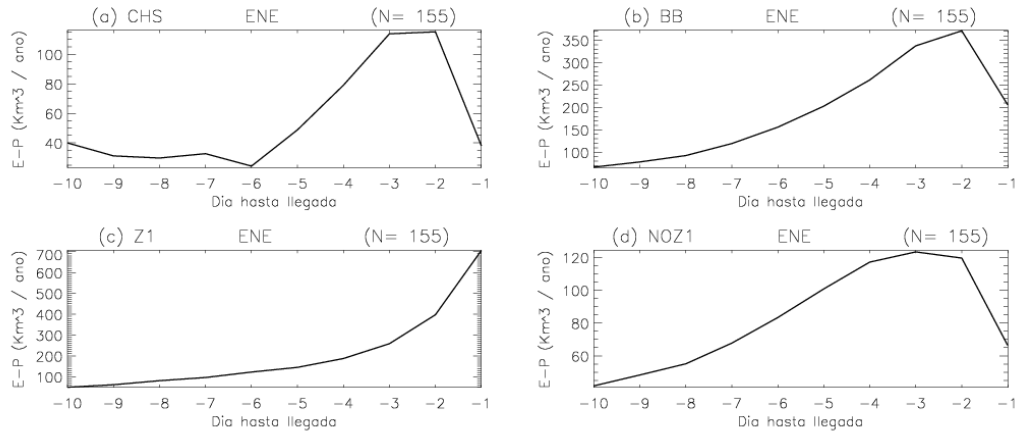 (a) CHS ENE (N= 155)
E-P (Km^3 / ano)
100
80
60
40
-10 -9 -8 -7 -6 -5 -4 -3 -2 -1
Dia hasta llegada
(b) BB ENE (N= 155)
E-P (Km^3 / ano)
350
300
250
200
150
100
-10 -9 -8 -7 -6 -5 -4 -3 -2 -1
Dia hasta llegada
(c) Z1 ENE (N= 155)
E-P (Km^3 / ano)
700
600
500
400
300
200
100
-10 -9 -8 -7 -6 -5 -4 -3 -2 -1
Dia hasta llegada
(d) NOZ1 ENE (N= 155)
E-P (Km^3 / ano)
120
100
80
60
-10 -9 -8 -7 -6 -5 -4 -3 -2 -1
Dia hasta llegada